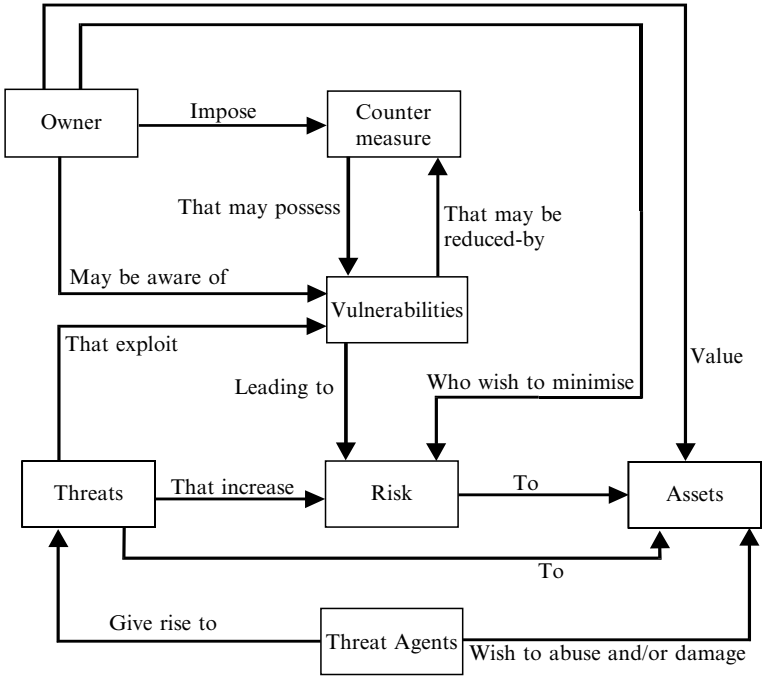 Owner
Impose
Counter
measure
That may possess
That may be
reduced-by
May be aware of
Vulnerabilities
That exploit
Value
Leading to
Who wish to minimise
Threats
That increase
Risk
To
Assets
To
Give rise to
Threat Agents
Wish to abuse and/or damage